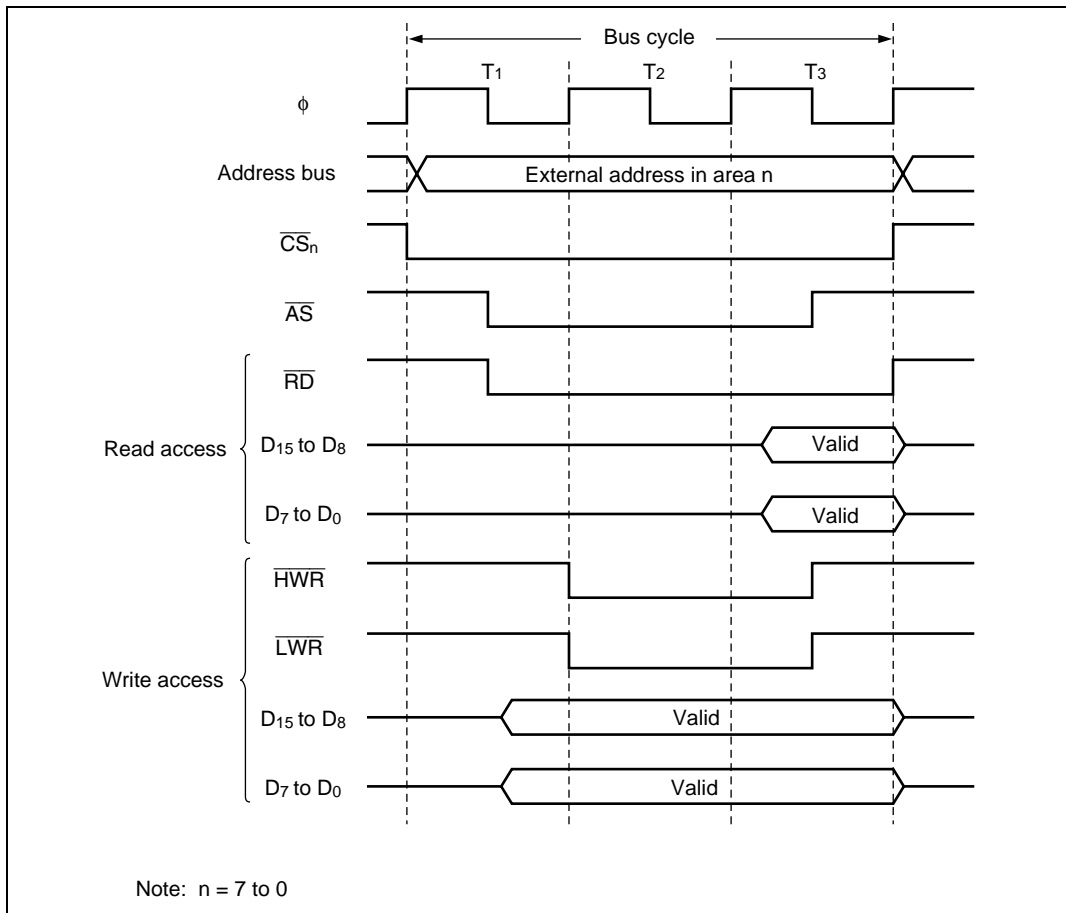 Bus cycle
T1 T2 T3
ϕ
Address bus External address in area n
CSn
AS
RD
Read access
D15 to D8 Valid
D7 to D0 Valid
HWR
LWR
Write access
D15 to D8 Valid
D7 to D0 Valid
Note: n = 7 to 0